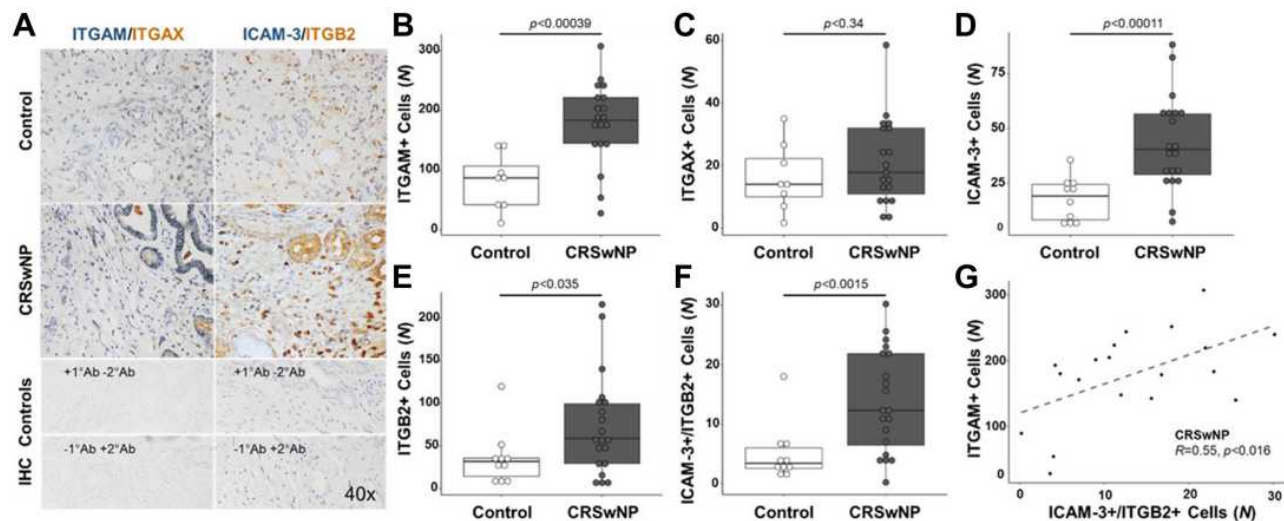 A
ITGAM/ITGAX
ICAM-3/ITGB2
Control
CRSwNP
IHC Controls
+1°Ab -2°Ab
+1°Ab -2°Ab
-1°Ab +2°Ab
-1°Ab +2°Ab
40x
B
p<0.00039
ITGAM+ Cells (N)
300
200
100
0
Control
CRSwNP
C
p<0.34
ITGAX+ Cells (N)
60
40
20
0
Control
CRSwNP
D
p<0.00011
ICAM-3+ Cells (N)
75
50
25
0
Control
CRSwNP
E
p<0.035
ITGB2+ Cells (N)
200
150
100
50
0
Control
CRSwNP
F
p<0.0015
ICAM-3+/ITGB2+ Cells (N)
30
20
10
0
Control
CRSwNP
G
ITGAM+ Cells (N)
300
200
100
0
CRSwNP
R=0.55, p<0.016
0
10
20
30
ICAM-3+/ITGB2+ Cells (N)